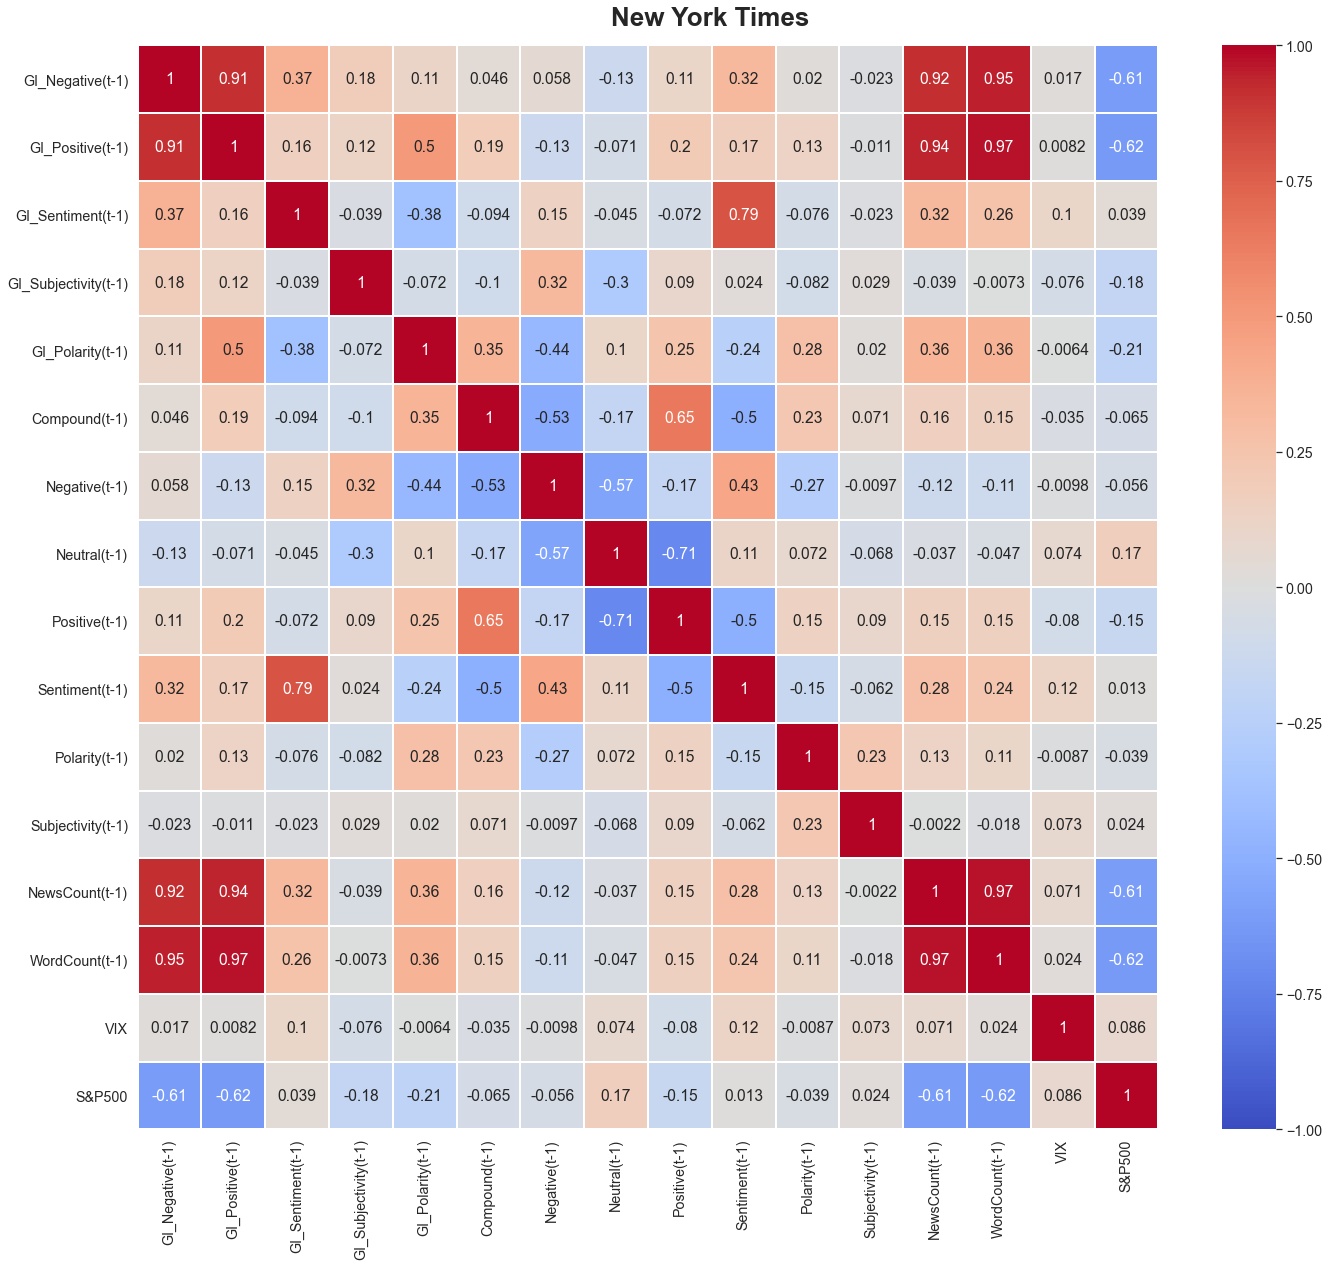 New York Times
GI_Negative(t-1) 1 0.91 0.37 0.18 0.11 0.046 0.058 -0.13 0.11 0.32 0.02 -0.023 0.92 0.95 0.017 -0.61
GI_Positive(t-1) 0.91 1 0.16 0.12 0.5 0.19 -0.13 -0.071 0.2 0.17 0.13 -0.011 0.94 0.97 0.0082 -0.62
GI_Sentiment(t-1) 0.37 0.16 1 -0.039 -0.38 -0.094 0.15 -0.045 -0.072 0.79 -0.076 -0.023 0.32 0.26 0.1 0.039
GI_Subjectivity(t-1) 0.18 0.12 -0.039 1 -0.072 -0.1 0.32 -0.3 0.09 0.024 -0.082 0.029 -0.039 -0.0073 -0.076 -0.18
GI_Polarity(t-1) 0.11 0.5 -0.38 -0.072 1 0.35 -0.44 0.1 0.25 -0.24 0.28 0.02 0.36 0.36 -0.0064 -0.21
Compound(t-1) 0.046 0.19 -0.094 -0.1 0.35 1 -0.53 -0.17 0.65 -0.5 0.23 0.071 0.16 0.15 -0.035 -0.065
Negative(t-1) 0.058 -0.13 0.15 0.32 -0.44 -0.53 1 -0.57 -0.17 0.43 -0.27 -0.0097 -0.12 -0.11 -0.0098 -0.056
Neutral(t-1) -0.13 -0.071 -0.045 -0.3 0.1 -0.17 -0.57 1 -0.71 0.11 0.072 -0.068 -0.037 -0.047 0.074 0.17
Positive(t-1) 0.11 0.2 -0.072 0.09 0.25 0.65 -0.17 -0.71 1 -0.5 0.15 0.09 0.15 0.15 -0.08 -0.15
Sentiment(t-1) 0.32 0.17 0.79 0.024 -0.24 -0.5 0.43 0.11 -0.5 1 -0.15 -0.062 0.28 0.24 0.12 0.013
Polarity(t-1) 0.02 0.13 -0.076 -0.082 0.28 0.23 -0.27 0.072 0.15 -0.15 1 0.23 0.13 0.11 -0.0087 -0.039
Subjectivity(t-1) -0.023 -0.011 -0.023 0.029 0.02 0.071 -0.0097 -0.068 0.09 -0.062 0.23 1 -0.0022 -0.018 0.073 0.024
NewsCount(t-1) 0.92 0.94 0.32 -0.039 0.36 0.16 -0.12 -0.037 0.15 0.28 0.13 -0.0022 1 0.97 0.071 -0.61
WordCount(t-1) 0.95 0.97 0.26 -0.0073 0.36 0.15 -0.11 -0.047 0.15 0.24 0.11 -0.018 0.97 1 0.024 -0.62
VIX 0.017 0.0082 0.1 -0.076 -0.0064 -0.035 -0.0098 0.074 -0.08 0.12 -0.0087 0.073 0.071 0.024 1 0.086
S&P500 -0.61 -0.62 0.039 -0.18 -0.21 -0.065 -0.056 0.17 -0.15 0.013 -0.039 0.024 -0.61 -0.62 0.086 1
GI_Negative(t-1)
GI_Positive(t-1)
GI_Sentiment(t-1)
GI_Subjectivity(t-1)
GI_Polarity(t-1)
Compound(t-1)
Negative(t-1)
Neutral(t-1)
Positive(t-1)
Sentiment(t-1)
Polarity(t-1)
Subjectivity(t-1)
NewsCount(t-1)
WordCount(t-1)
VIX
S&P500
1.00
0.75
0.50
0.25
0.00
−0.25
−0.50
−0.75
−1.00